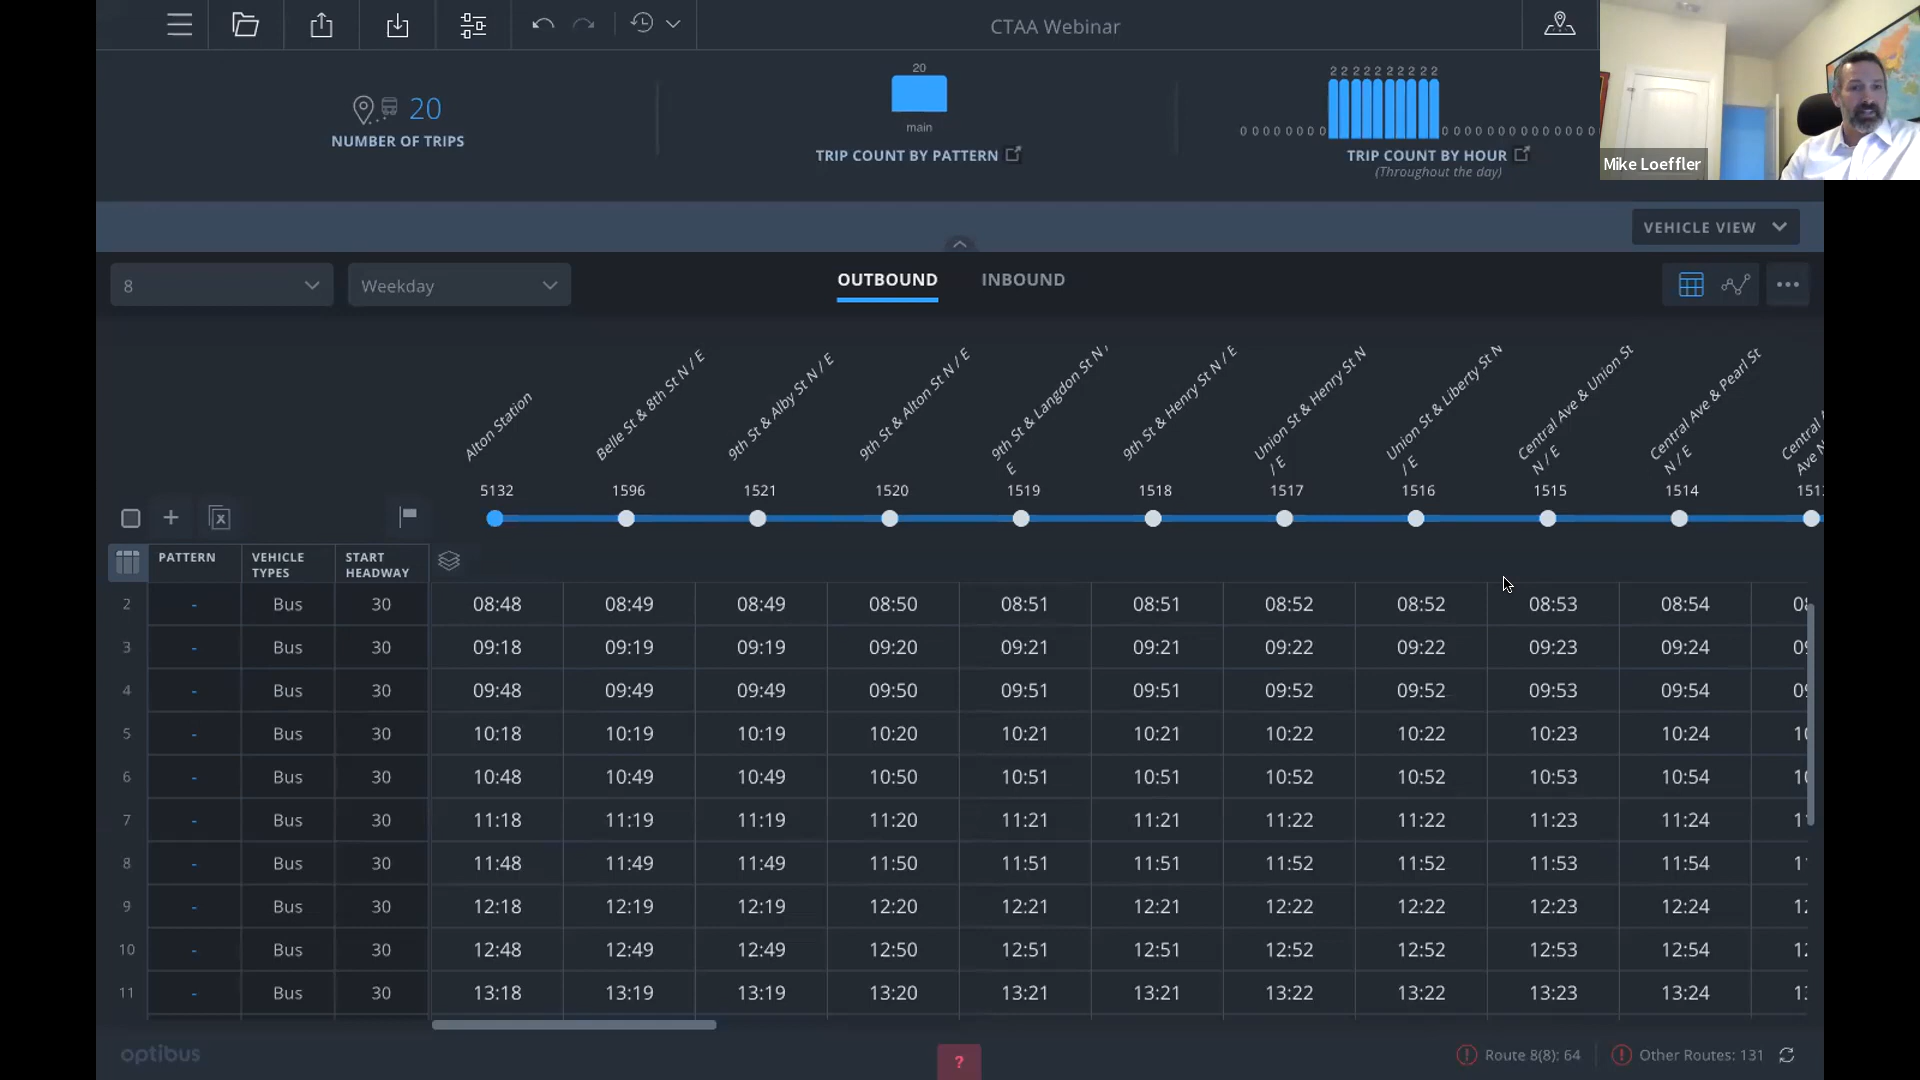 CTAA Webinar
20
NUMBER OF TRIPS
20
main
TRIP COUNT BY PATTERN
2 2 2 2 2 2 2 2 2 2
0 0 0 0 0 0 0 0
0 0 0 0 0 0 0 0 0 0 0 0 0 0
TRIP COUNT BY HOUR
(Throughout the day)
Mike Loeffler
VEHICLE VIEW
8
Weekday
OUTBOUND
INBOUND
Alton Station
Belle St & 8th St N / E
9th St & Alby St N / E
9th St & Alton St N / E
9th St & Langdon St N /
E
9th St & Henry St N / E
Union St & Henry St N
/ E
Union St & Liberty St N
/ E
Central Ave & Union St
N / E
Central Ave & Pearl St
N / E
Central
Ave N
5132 1596 1521 1520 1519 1518 1517 1516 1515 1514 151
PATTERN VEHICLE TYPES START HEADWAY
2 - Bus 30 08:48 08:49 08:49 08:50 08:51 08:51 08:52 08:52 08:53 08:54
3 - Bus 30 09:18 09:19 09:19 09:20 09:21 09:21 09:22 09:22 09:23 09:24
4 - Bus 30 09:48 09:49 09:49 09:50 09:51 09:51 09:52 09:52 09:53 09:54
5 - Bus 30 10:18 10:19 10:19 10:20 10:21 10:21 10:22 10:22 10:23 10:24
6 - Bus 30 10:48 10:49 10:49 10:50 10:51 10:51 10:52 10:52 10:53 10:54
7 - Bus 30 11:18 11:19 11:19 11:20 11:21 11:21 11:22 11:22 11:23 11:24
8 - Bus 30 11:48 11:49 11:49 11:50 11:51 11:51 11:52 11:52 11:53 11:54
9 - Bus 30 12:18 12:19 12:19 12:20 12:21 12:21 12:22 12:22 12:23 12:24
10 - Bus 30 12:48 12:49 12:49 12:50 12:51 12:51 12:52 12:52 12:53 12:54
11 - Bus 30 13:18 13:19 13:19 13:20 13:21 13:21 13:22 13:22 13:23 13:24
optibus
?
Route 8(8): 64
Other Routes: 131